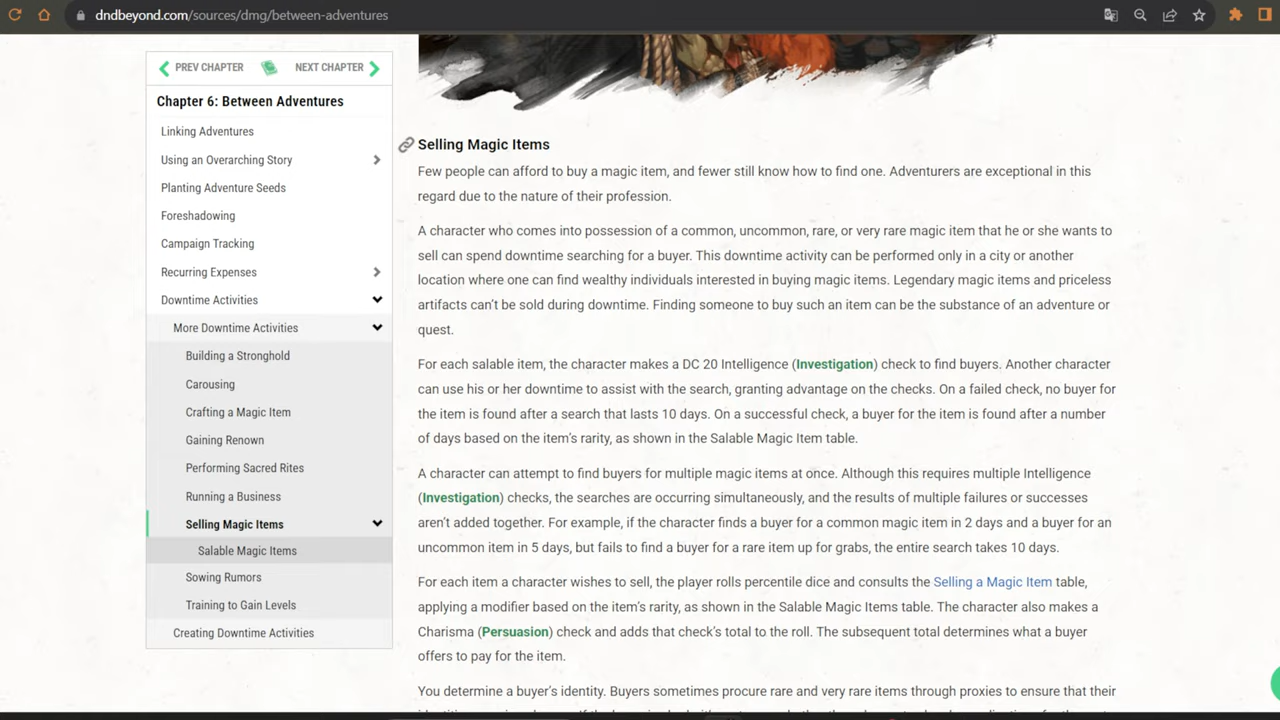 dndbeyond.com/sources/dmg/between-adventures
PREV CHAPTER
NEXT CHAPTER
Chapter 6: Between Adventures
Linking Adventures
Using an Overarching Story
Planting Adventure Seeds
Foreshadowing
Campaign Tracking
Recurring Expenses
Downtime Activities
More Downtime Activities
Building a Stronghold
Carousing
Crafting a Magic Item
Gaining Renown
Performing Sacred Rites
Running a Business
Selling Magic Items
Salable Magic Items
Sowing Rumors
Training to Gain Levels
Creating Downtime Activities
Selling Magic Items
Few people can afford to buy a magic item, and fewer still know how to find one. Adventurers are exceptional in this
regard due to the nature of their profession.
A character who comes into possession of a common, uncommon, rare, or very rare magic item that he or she wants to
sell can spend downtime searching for a buyer. This downtime activity can be performed only in a city or another
location where one can find wealthy individuals interested in buying magic items. Legendary magic items and priceless
artifacts can't be sold during downtime. Finding someone to buy such an item can be the substance of an adventure or
quest.
For each salable item, the character makes a DC 20 Intelligence (Investigation) check to find buyers. Another character
can use his or her downtime to assist with the search, granting advantage on the checks. On a failed check, no buyer for
the item is found after a search that lasts 10 days. On a successful check, a buyer for the item is found after a number
of days based on the item's rarity, as shown in the Salable Magic Item table.
A character can attempt to find buyers for multiple magic items at once. Although this requires multiple Intelligence
(Investigation) checks, the searches are occurring simultaneously, and the results of multiple failures or successes
aren't added together. For example, if the character finds a buyer for a common magic item in 2 days and a buyer for an
uncommon item in 5 days, but fails to find a buyer for a rare item up for grabs, the entire search takes 10 days.
For each item a character wishes to sell, the player rolls percentile dice and consults the Selling a Magic Item table,
applying a modifier based on the item's rarity, as shown in the Salable Magic Items table. The character also makes a
Charisma (Persuasion) check and adds that check's total to the roll. The subsequent total determines what a buyer
offers to pay for the item.
You determine a buyer's identity. Buyers sometimes procure rare and very rare items through proxies to ensure that their